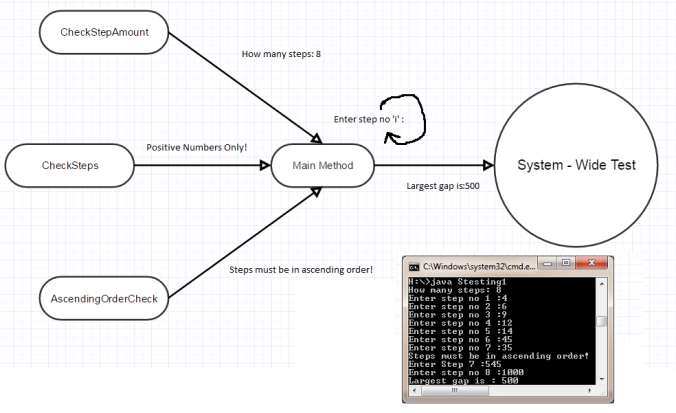 CheckStepAmount
How many steps: 8
Enter step no 'i' :
Positive Numbers Only!
CheckSteps
Main Method
System - Wide Test
Largest gap is:500
Steps must be in ascending order!
AscendingOrderCheck
C:\Windows\system32\cmd.e...
H:\>java Stesting1
How many steps: 8
Enter step no 1 :4
Enter step no 2 :6
Enter step no 3 :9
Enter step no 4 :12
Enter step no 5 :14
Enter step no 6 :45
Enter step no 7 :35
Steps must be in ascending order!
Enter Step 7 :545
Enter step no 8 :1000
Largest gap is : 500